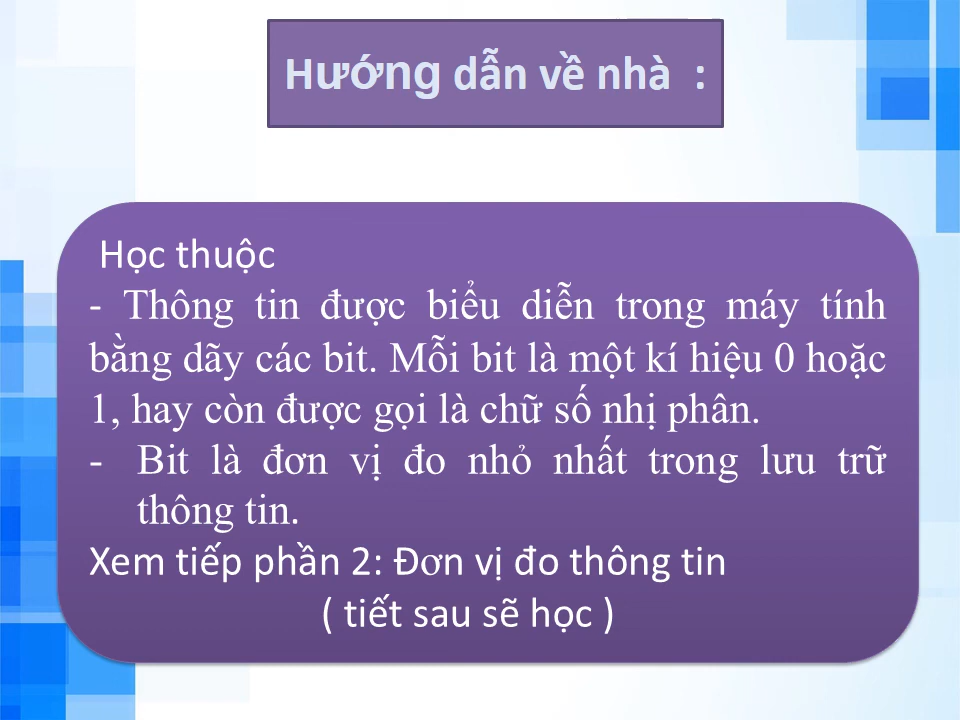 Hướng dẫn về nhà :
Học thuộc
- Thông tin được biểu diễn trong máy tính
bằng dãy các bit. Mỗi bit là một kí hiệu 0 hoặc
1, hay còn được gọi là chữ số nhị phân.
- Bit là đơn vị đo nhỏ nhất trong lưu trữ
thông tin.
Xem tiếp phần 2: Đơn vị đo thông tin
( tiết sau sẽ học )